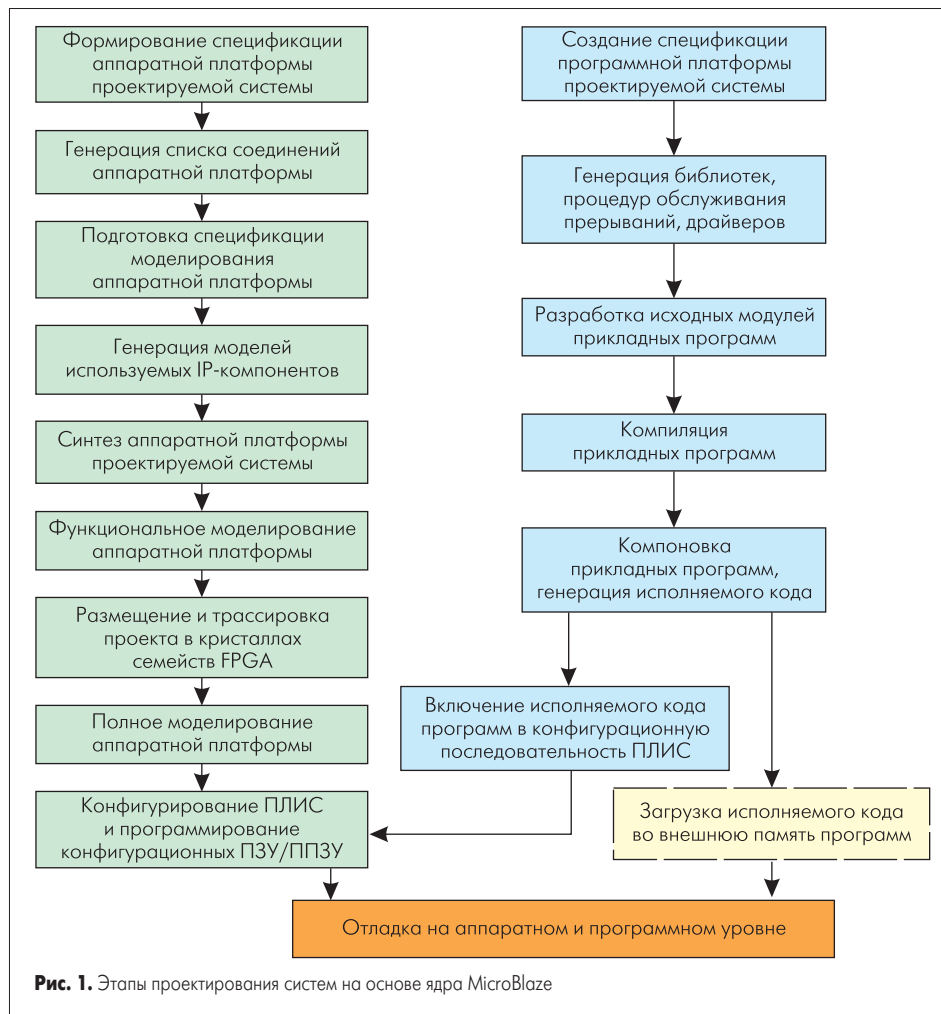 Формирование спецификации
аппаратной платформы
проектируемой системы
Генерация списка соединений
аппаратной платформы
Подготовка спецификации
моделирования
аппаратной платформы
Генерация моделей
используемых IP-компонентов
Синтез аппаратной платформы
проектируемой системы
Функциональное моделирование
аппаратной платформы
Размещение и трассировка
проекта в кристаллах
семейств FPGA
Полное моделирование
аппаратной платформы
Конфигурирование ПЛИС
и программирование
конфигурационных ПЗУ/ППЗУ
Создание спецификации
программной платформы
проектируемой системы
Генерация библиотек,
процедур обслуживания
прерываний, драйверов
Разработка исходных модулей
прикладных программ
Компиляция
прикладных программ
Компоновка
прикладных программ,
генерация исполняемого кода
Включение исполняемого кода
программ в конфигурационную
последовательность ПЛИС
Загрузка исполняемого кода
во внешнюю память программ
Отладка на аппаратном и программном уровне
Рис. 1. Этапы проектирования систем на основе ядра MicroBlaze